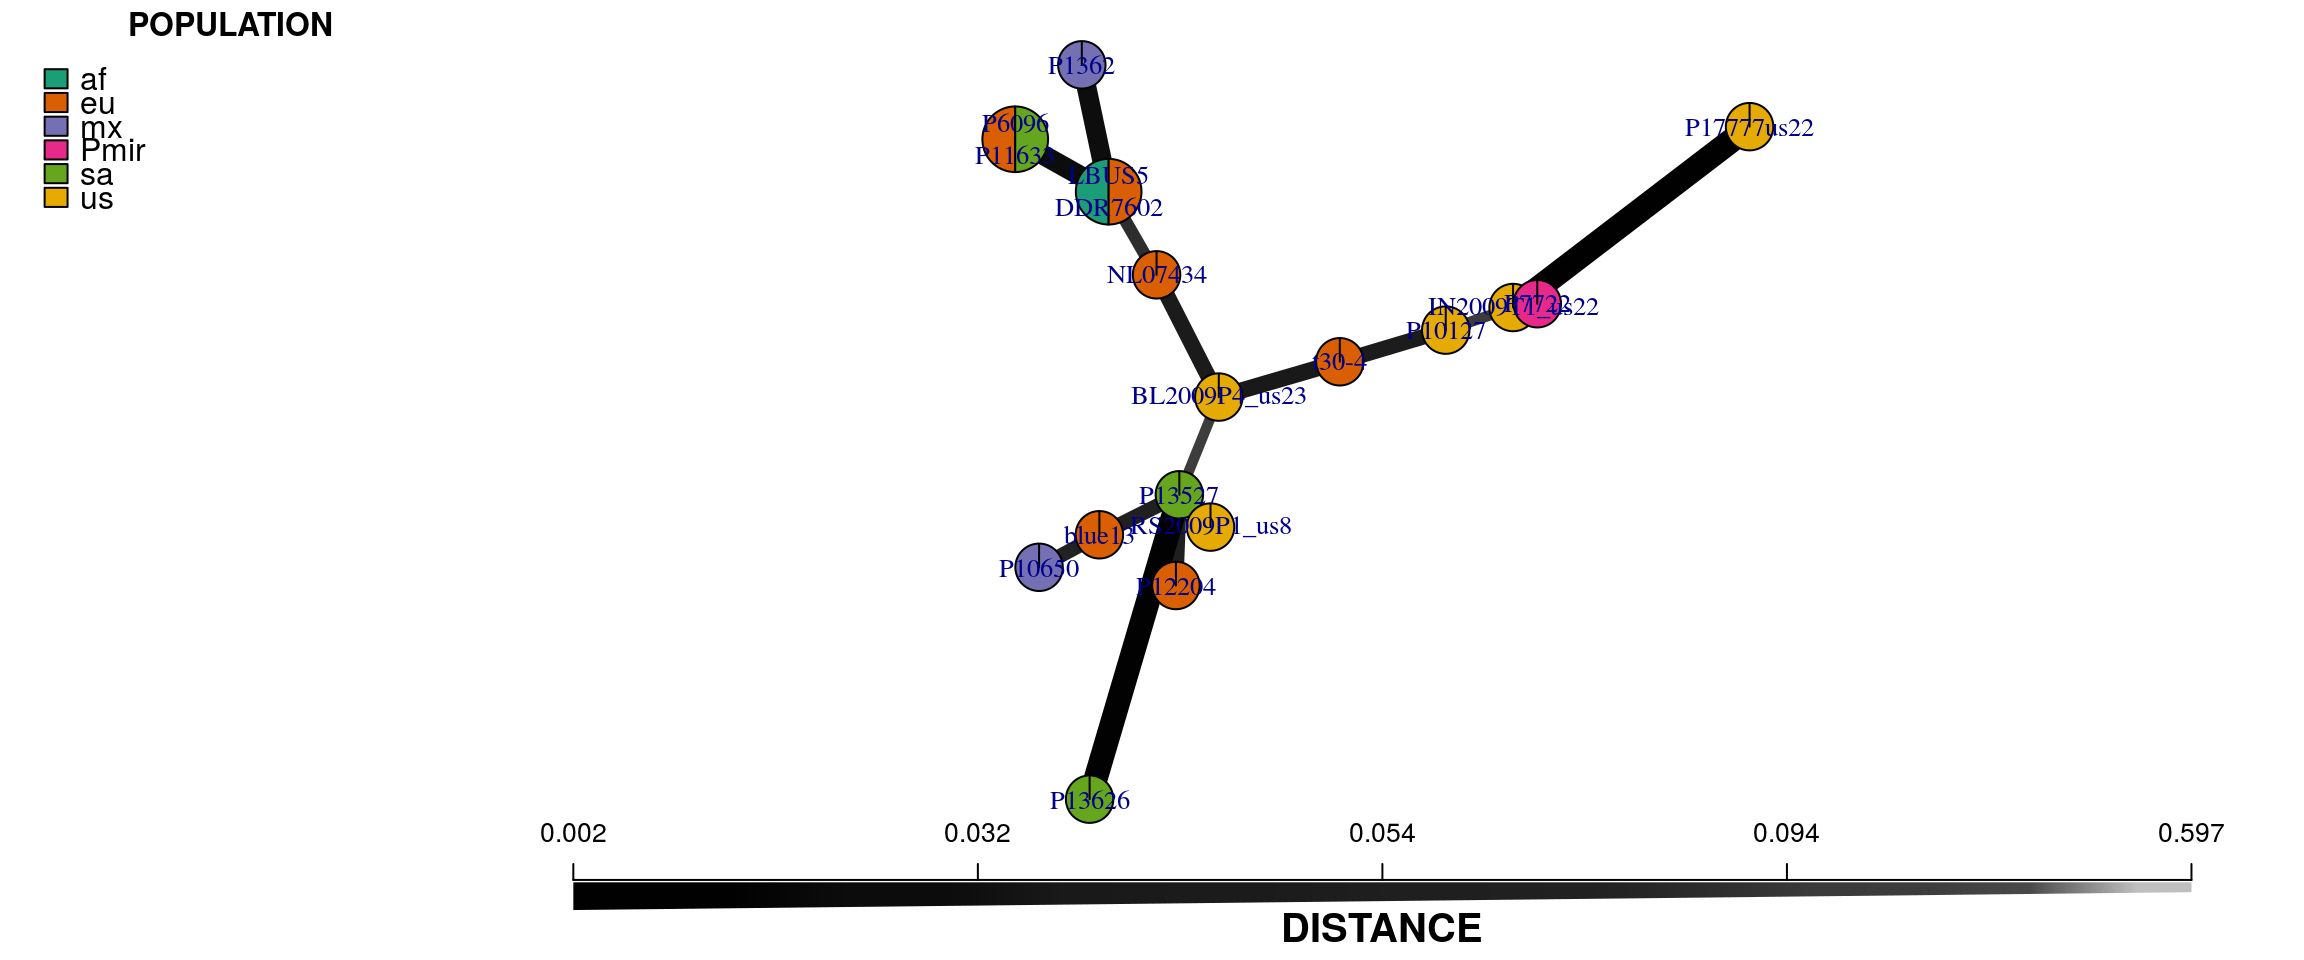 POPULATION
af
eu
mx
Pmir
sa
us
P1362
P6096
P11633
LBUS5
DDR7602
NL07434
P17777us22
IN2009T1_us22
P7722
P10127
t30-4
BL2009P4_us23
P13527
RS2009P1_us8
blue13
P10650
P12204
P13626
0.002
0.032
0.054
0.094
0.597
DISTANCE